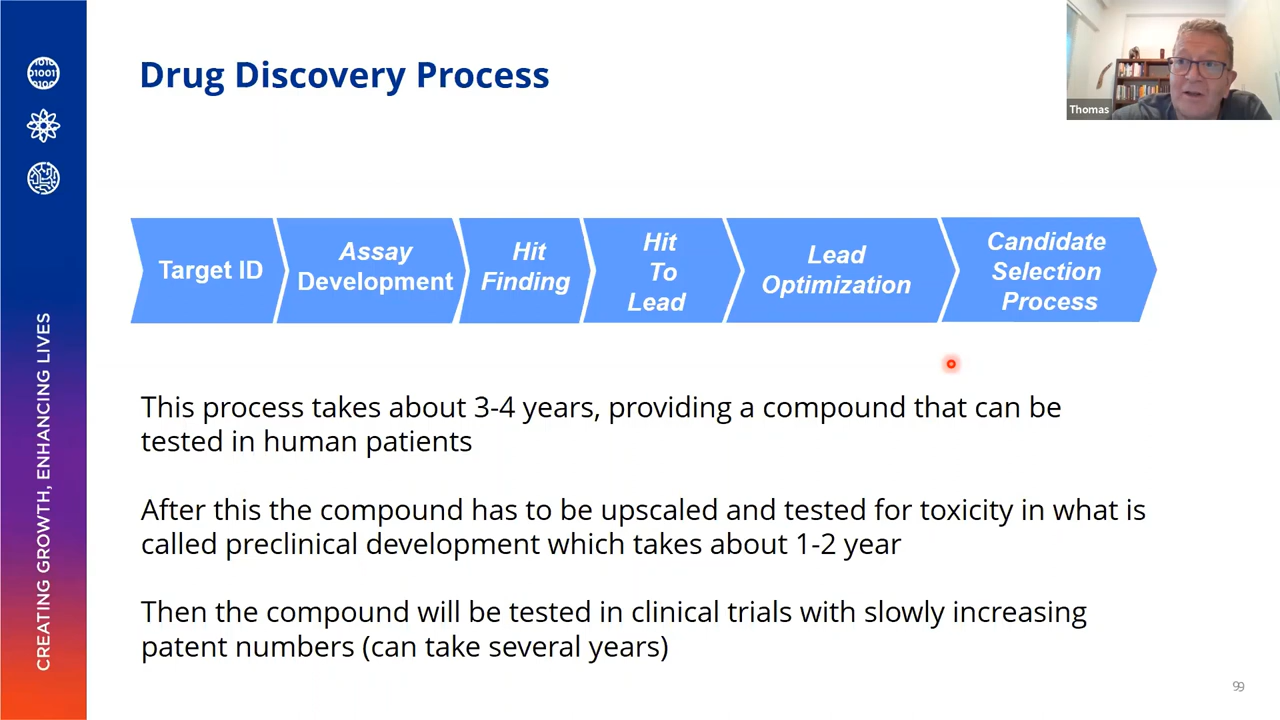 Drug Discovery Process
Thomas
Target ID
Assay
Development
Hit
Finding
Hit
To
Lead
Lead
Optimization
Candidate
Selection
Process
This process takes about 3-4 years, providing a compound that can be
tested in human patients
After this the compound has to be upscaled and tested for toxicity in what is
called preclinical development which takes about 1-2 year
Then the compound will be tested in clinical trials with slowly increasing
patent numbers (can take several years)
CREATING GROWTH, ENHANCING LIVES